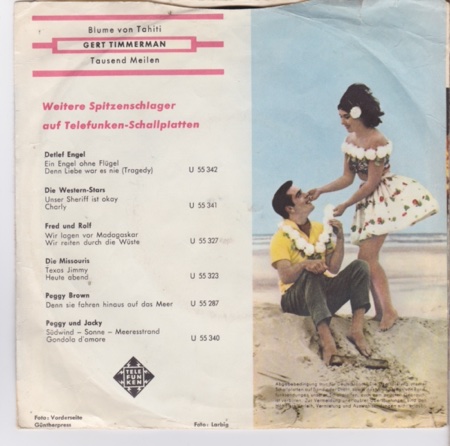 Blume von Tahiti
GERT TIMMERMAN
Tausend Meilen
Weitere Spitzenschlager
auf Telefunken-Schallplatten
Detlef Engel
Ein Engel ohne Flügel
Denn Liebe war es nie (Tragedy) U 55 342
Die Western-Stars
Unser Sheriff ist okay
Charly U 55 341
Fred und Rolf
Wir lagen vor Madagaskar
Wir reiten durch die Wüste U 55 327
Die Missouris
Texas Jimmy
Heute abend U 55 323
Peggy Brown
Denn sie fahren hinaus auf das Meer U 55 287
Peggy und Jacky
Südwind - Sonne - Meeresstrand
Gondola d'amore U 55 340
TELE
FUN
KEN
Foto: Vorderseite
Güntherpress
Foto: Larbig